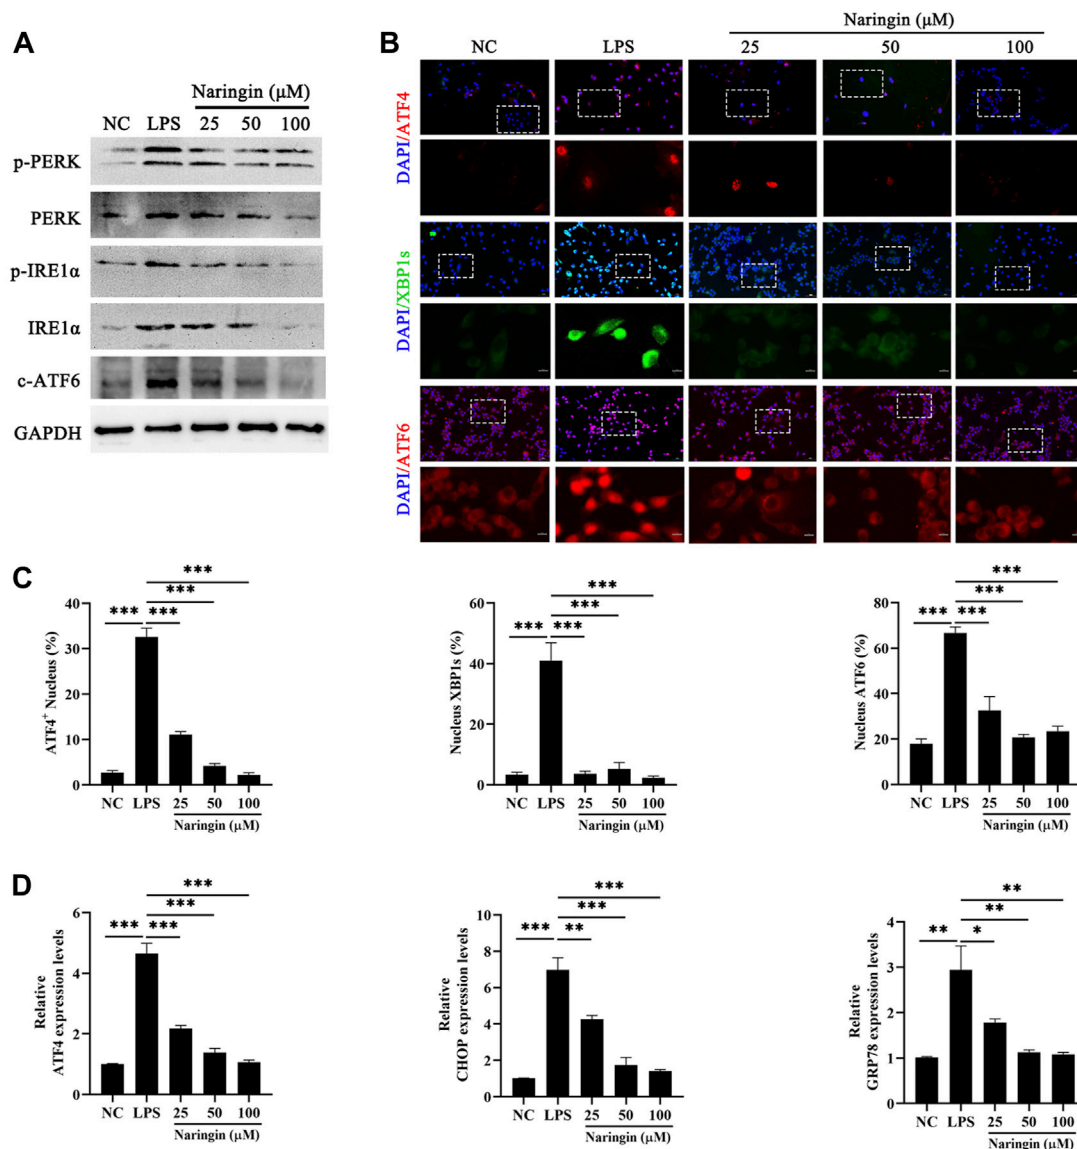 A
Naringin (μM)
NC LPS 25 50 100
p-PERK
PERK
p-IRE1α
IRE1α
c-ATF6
GAPDH
B
Naringin (μM)
NC LPS 25 50 100
DAPI/ATF4
DAPI/XBP1s
DAPI/ATF6
C
***
***
*** ***
ATF4+ Nucleus (%)
40
30
20
10
0
NC LPS 25 50 100
Naringin (μM)
***
***
*** ***
Nucleus XBP1s (%)
60
40
20
0
NC LPS 25 50 100
Naringin (μM)
***
***
*** ***
Nucleus ATF6 (%)
80
60
40
20
0
NC LPS 25 50 100
Naringin (μM)
D
***
***
*** ***
Relative
ATF4 expression levels
6
4
2
0
NC LPS 25 50 100
Naringin (μM)
***
***
*** **
Relative
CHOP expression levels
10
8
6
4
2
0
NC LPS 25 50 100
Naringin (μM)
**
**
** *
Relative
GRP78 expression levels
4
3
2
1
0
NC LPS 25 50 100
Naringin (μM)